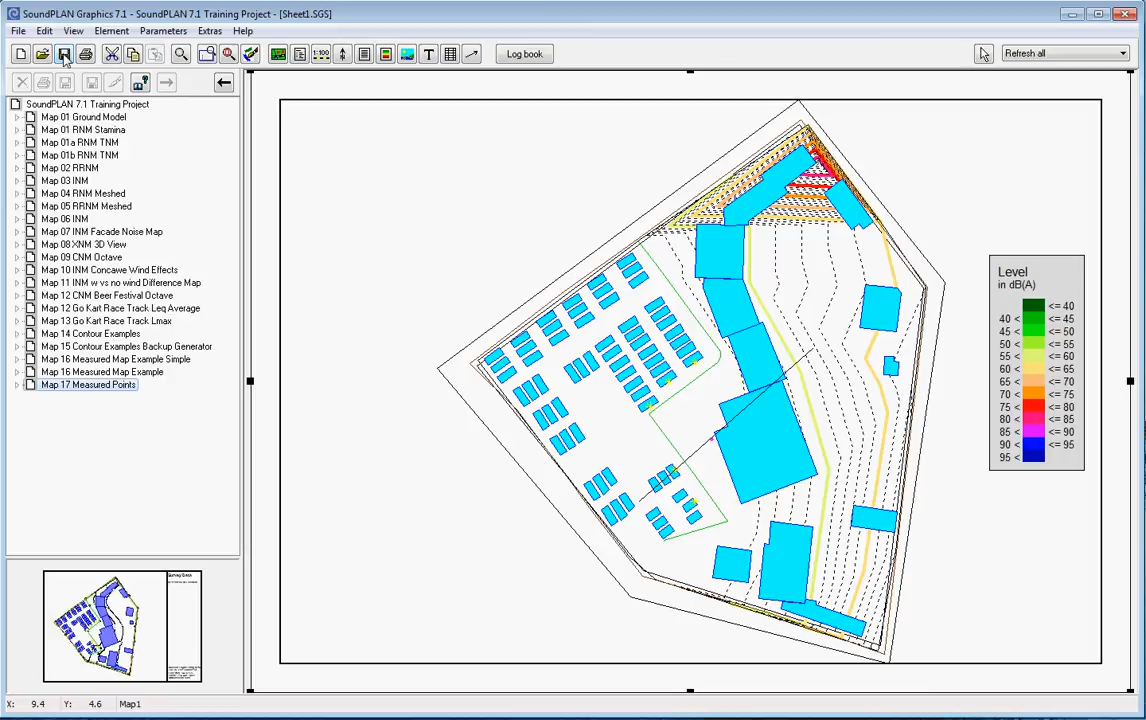 SoundPLAN Graphics 7.1 - SoundPLAN 7.1 Training Project - [Sheet1.SGS]
File Edit View Element Parameters Extras Help
1:100 T Log book Refresh all
SoundPLAN 7.1 Training Project
Map 01 Ground Model
Map 01 RNM Stamina
Map 01a RNM TNM
Map 01b RNM TNM
Map 02 RRNM
Map 03 INM
Map 04 RNM Meshed
Map 05 RRNM Meshed
Map 06 INM
Map 07 INM Facade Noise Map
Map 08 XNM 3D View
Map 09 CNM Octave
Map 10 INM Concawe Wind Effects
Map 11 INM w vs no wind Difference Map
Map 12 CNM Beer Festival Octave
Map 12 Go Kart Race Track Leq Average
Map 13 Go Kart Race Track Lmax
Map 14 Contour Examples
Map 15 Contour Examples Backup Generator
Map 16 Measured Map Example Simple
Map 16 Measured Map Example
Map 17 Measured Points
Level
in dB(A)
<= 40
40 < <= 45
45 < <= 50
50 < <= 55
55 < <= 60
60 < <= 65
65 < <= 70
70 < <= 75
75 < <= 80
80 < <= 85
85 < <= 90
90 < <= 95
95 <
X: 9.4 Y: 4.6 Map1